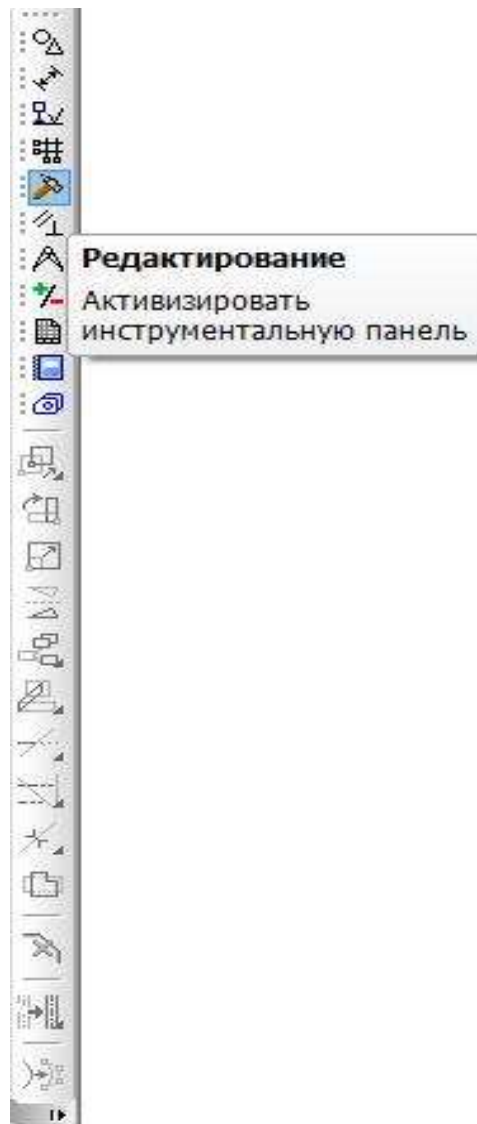 Редактирование
Активизировать
инструментальную панель